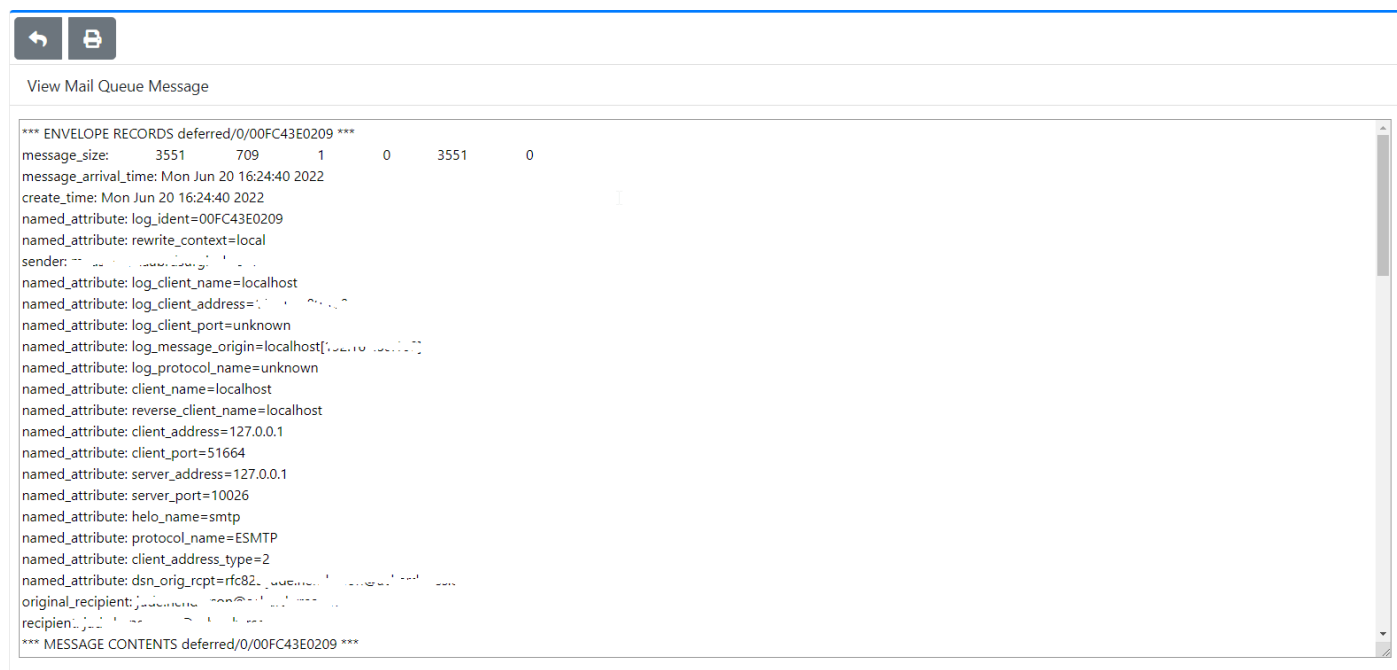 View Mail Queue Message
*** ENVELOPE RECORDS deferred/0/00FC43E0209 ***
message_size: 3551 709 1 0 3551 0
message_arrival_time: Mon Jun 20 16:24:40 2022
create_time: Mon Jun 20 16:24:40 2022
named_attribute: log_ident=00FC43E0209
named_attribute: rewrite_context=local
sender:
named_attribute: log_client_name=localhost
named_attribute: log_client_address=
named_attribute: log_client_port=unknown
named_attribute: log_message_origin=localhost[
named_attribute: log_protocol_name=unknown
named_attribute: client_name=localhost
named_attribute: reverse_client_name=localhost
named_attribute: client_address=127.0.0.1
named_attribute: client_port=51664
named_attribute: server_address=127.0.0.1
named_attribute: server_port=10026
named_attribute: helo_name=smtp
named_attribute: protocol_name=ESMTP
named_attribute: client_address_type=2
named_attribute: dsn_orig_rcpt=rfc82
original_recipient:
recipient
*** MESSAGE CONTENTS deferred/0/00FC43E0209 ***